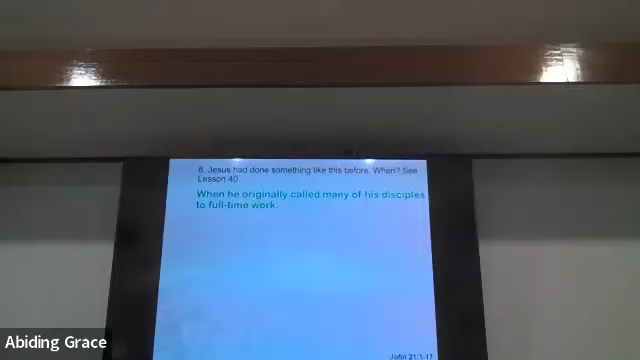 8. Jesus had done something like this before. When? See
Lesson 40.
When he originally called many of his disciples
to full-time work.
John 21:1-17
Abiding Grace